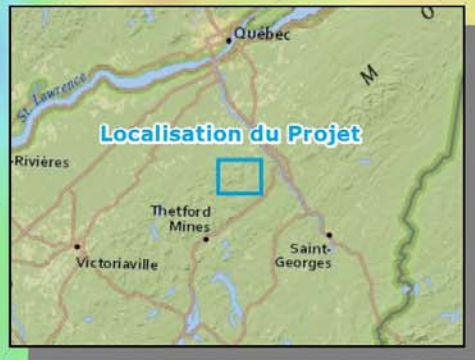 Québec
M O
St. Lawrence
Localisation du Projet
-Rivières
Thetford
Mines
Saint-
Georges
Victoriaville